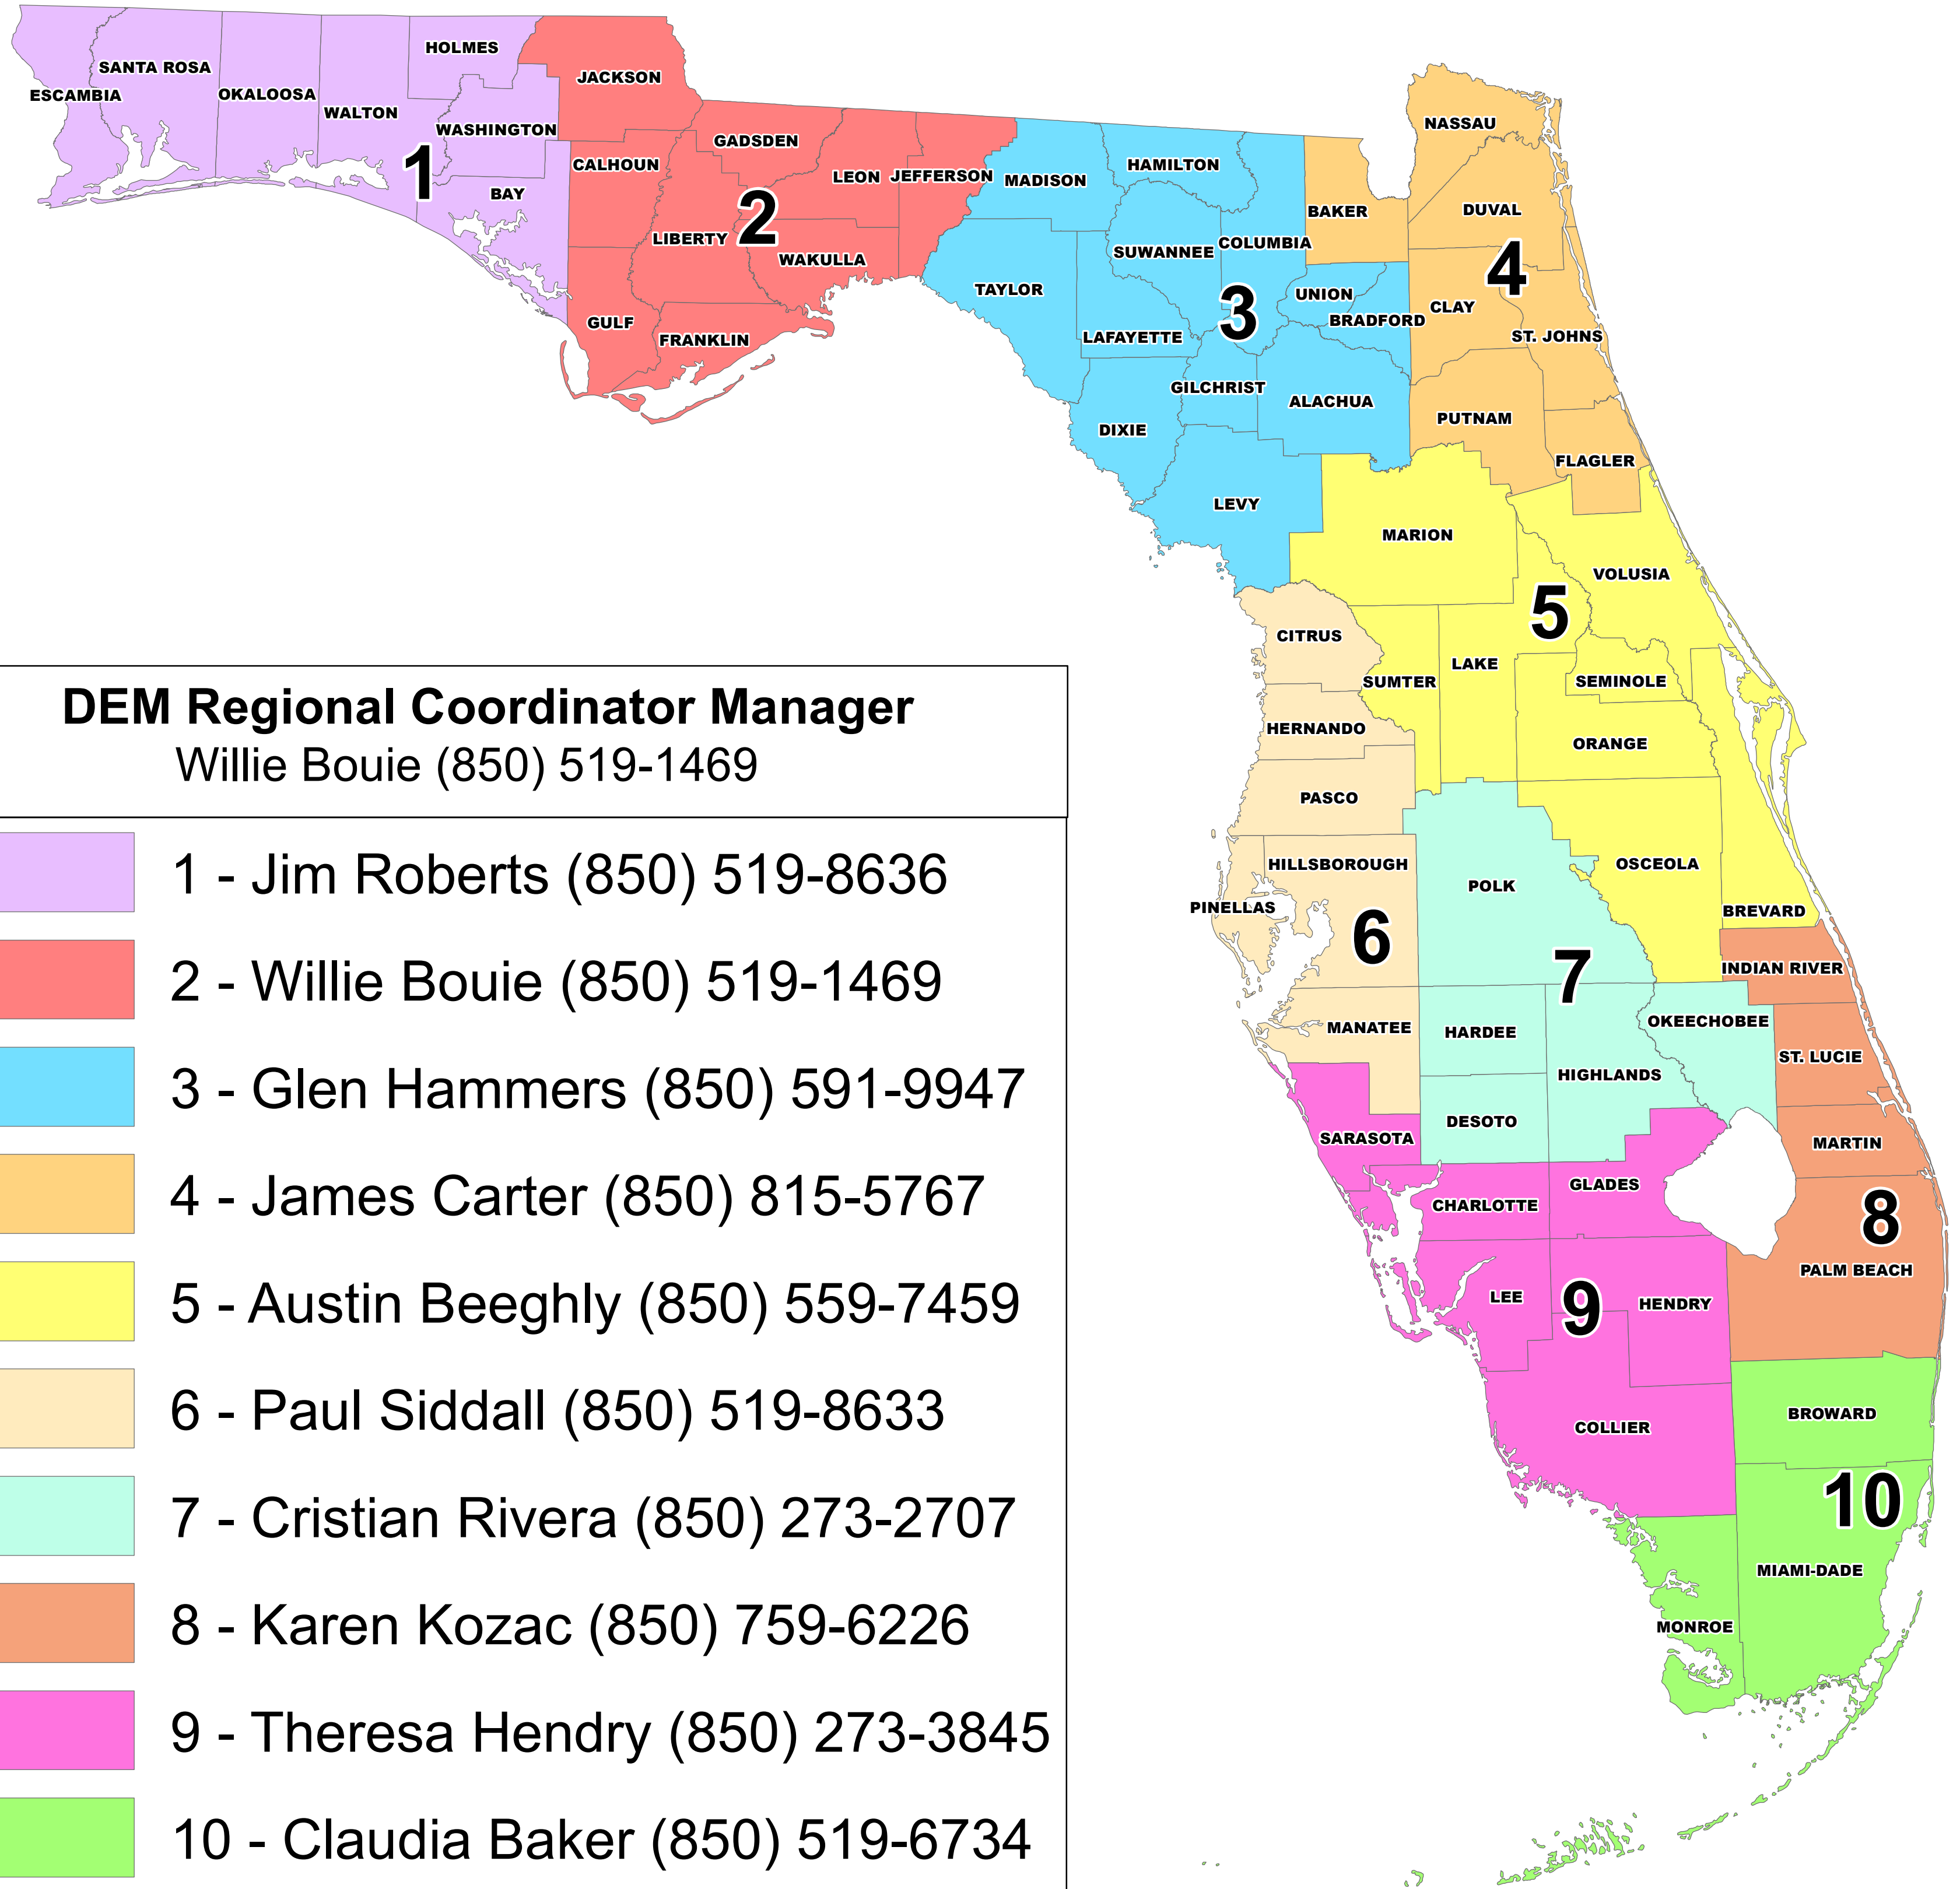 HOLMES
SANTA ROSA
JACKSON
ESCAMBIA
OKALOOSA
WALTON
WASHINGTON
NASSAU
GADSDEN
1
CALHOUN
HAMILTON
LEON
JEFFERSON
MADISON
BAY
2
BAKER
DUVAL
LIBERTY
WAKULLA
SUWANNEE
COLUMBIA
4
TAYLOR
UNION
3
CLAY
GULF
BRADFORD
FRANKLIN
LAFAYETTE
ST. JOHNS
GILCHRIST
ALACHUA
DIXIE
PUTNAM
FLAGLER
LEVY
MARION
VOLUSIA
5
CITRUS
LAKE
SUMTER
SEMINOLE
HERNANDO
ORANGE
PASCO
HILLSBOROUGH
OSCEOLA
POLK
PINELLAS
BREVARD
6
7
INDIAN RIVER
MANATEE
HARDEE
OKEECHOBEE
ST. LUCIE
HIGHLANDS
DESOTO
SARASOTA
MARTIN
GLADES
CHARLOTTE
8
PALM BEACH
LEE
9
HENDRY
COLLIER
BROWARD
10
MIAMI-DADE
MONROE
DEM Regional Coordinator Manager
Willie Bouie (850) 519-1469
1 - Jim Roberts (850) 519-8636
2 - Willie Bouie (850) 519-1469
3 - Glen Hammers (850) 591-9947
4 - James Carter (850) 815-5767
5 - Austin Beeghly (850) 559-7459
6 - Paul Siddall (850) 519-8633
7 - Cristian Rivera (850) 273-2707
8 - Karen Kozac (850) 759-6226
9 - Theresa Hendry (850) 273-3845
10 - Claudia Baker (850) 519-6734